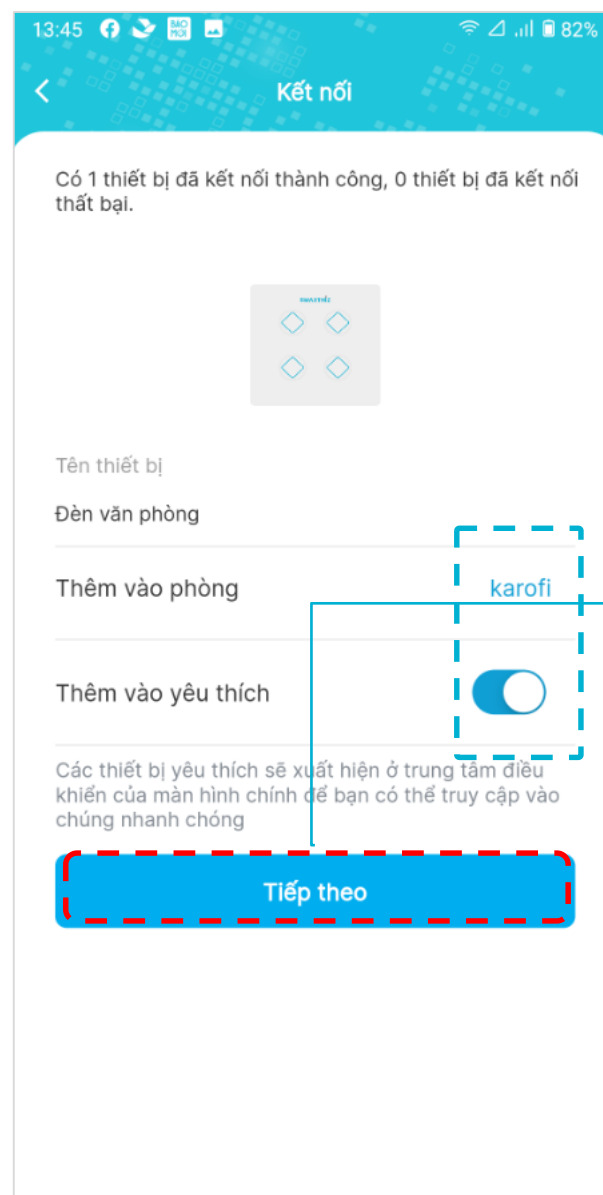 13:45
BÁO
MỚI
82%
Kết nối
Có 1 thiết bị đã kết nối thành công, 0 thiết bị đã kết nối
thất bại.
Tên thiết bị
Đèn văn phòng
Thêm vào phòng
karofi
Thêm vào yêu thích
Các thiết bị yêu thích sẽ xuất hiện ở trung tâm điều
khiển của màn hình chính để bạn có thể truy cập vào
chúng nhanh chóng
Tiếp theo